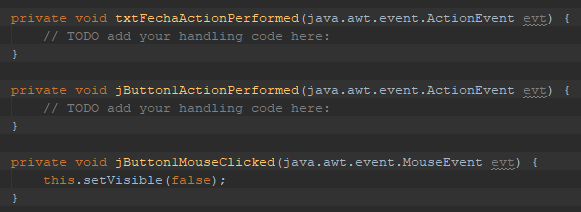 private void txtFechaActionPerformed(java.awt.event.ActionEvent evt) {
    // TODO add your handling code here:
}
private void jButton1ActionPerformed(java.awt.event.ActionEvent evt) {
    // TODO add your handling code here:
}
private void jButton1MouseClicked(java.awt.event.MouseEvent evt) {
    this.setVisible(false);
}